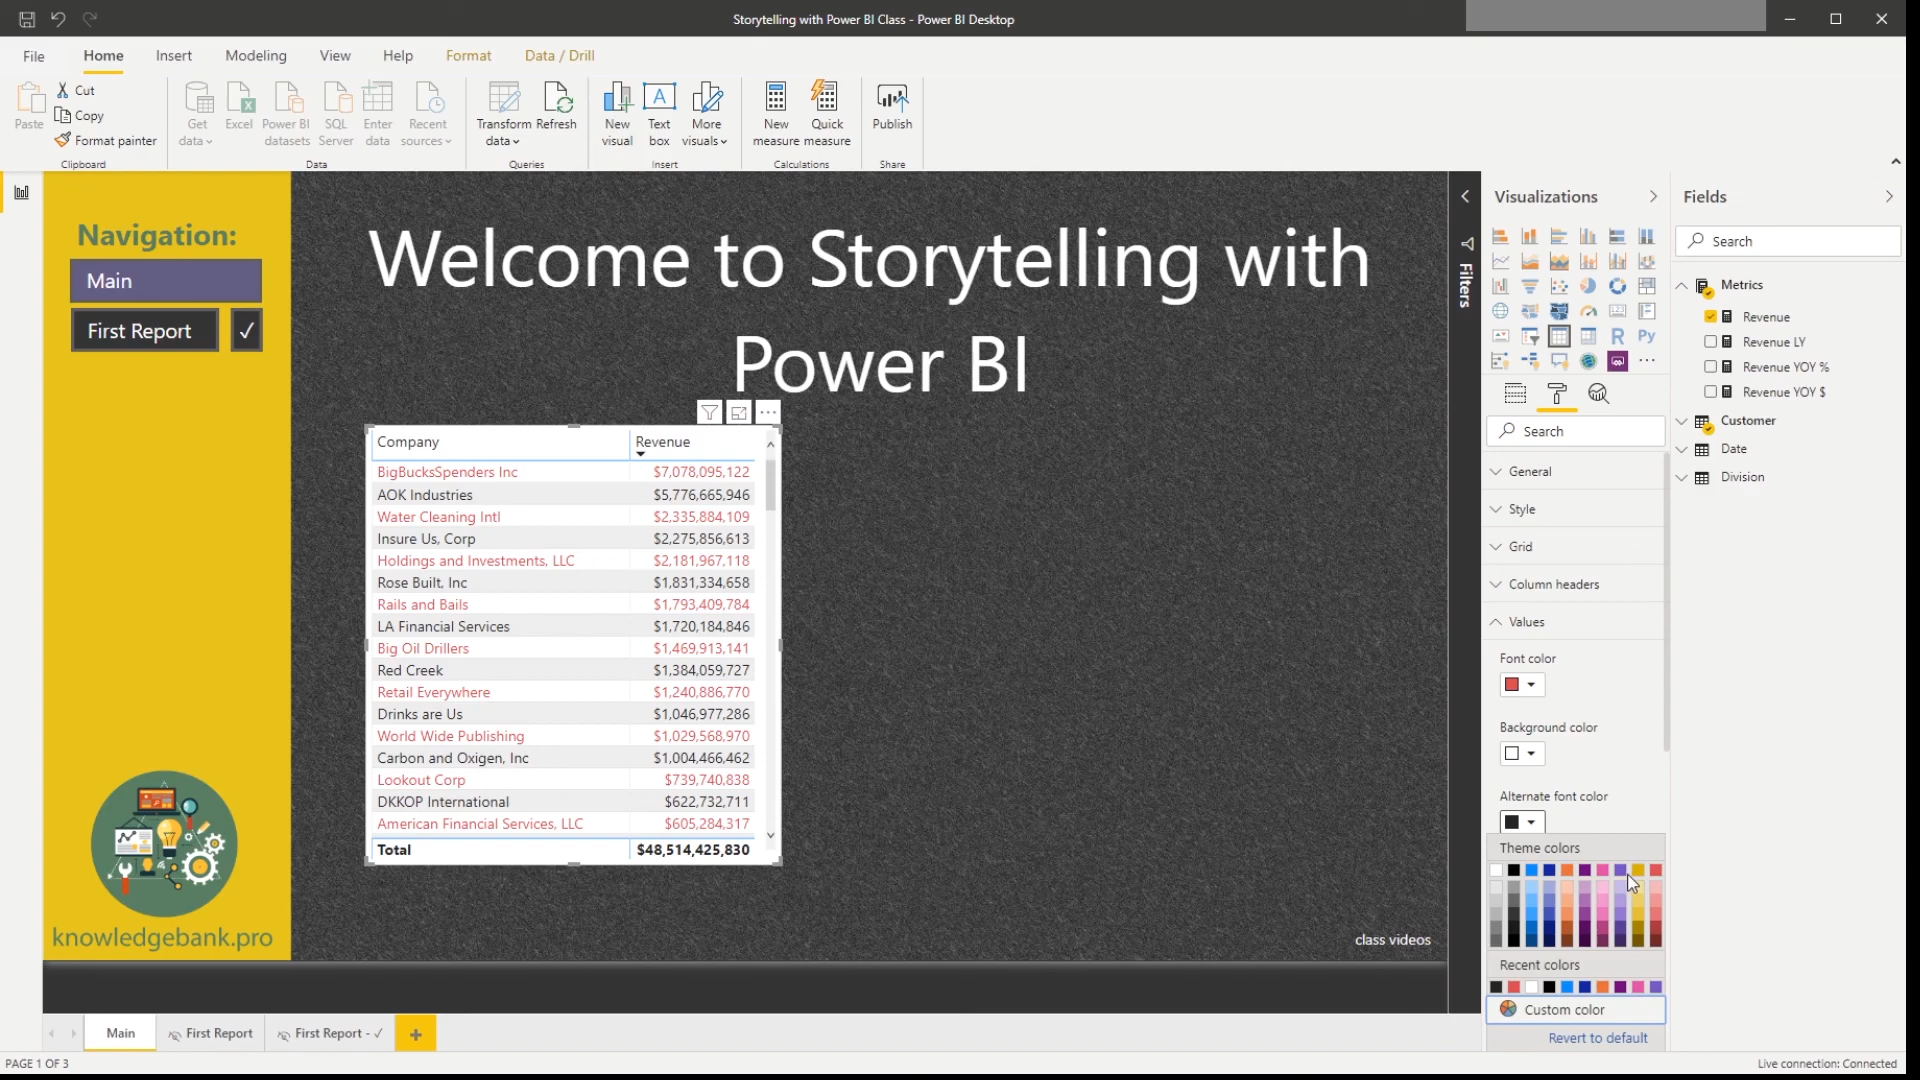 Storytelling with Power BI Class - Power BI Desktop
File Home Insert Modeling View Help Format Data / Drill
Paste
Cut
Copy
Format painter
Clipboard
Get data
Excel
Power BI datasets
SQL Server
Enter data
Recent sources
Data
Transform data
Refresh
Queries
New visual
Text box
More visuals
Insert
New measure
Quick measure
Calculations
Publish
Share
Navigation:
Main
First Report ✓
knowledgebank.pro
Welcome to Storytelling with
Power BI
Company Revenue
BigBucksSpenders Inc $7,078,095,122
AOK Industries $5,776,665,946
Water Cleaning Intl $2,335,884,109
Insure Us, Corp $2,275,856,613
Holdings and Investments, LLC $2,181,967,118
Rose Built, Inc $1,831,334,658
Rails and Bails $1,793,409,784
LA Financial Services $1,720,184,846
Big Oil Drillers $1,469,913,141
Red Creek $1,384,059,727
Retail Everywhere $1,240,886,770
Drinks are Us $1,046,977,286
World Wide Publishing $1,029,568,970
Carbon and Oxigen, Inc $1,004,466,462
Lookout Corp $739,740,838
DKKOP International $622,732,711
American Financial Services, LLC $605,284,317
Total $48,514,425,830
class videos
Filters
Visualizations
R Py
123
Search
General
Style
Grid
Column headers
Values
Font color
Background color
Alternate font color
Theme colors
Recent colors
Custom color
Revert to default
Fields
Search
Metrics
Revenue
Revenue LY
Revenue YOY %
Revenue YOY $
Customer
Date
Division
Main First Report First Report - ✓ +
PAGE 1 OF 3
Live connection: Connected